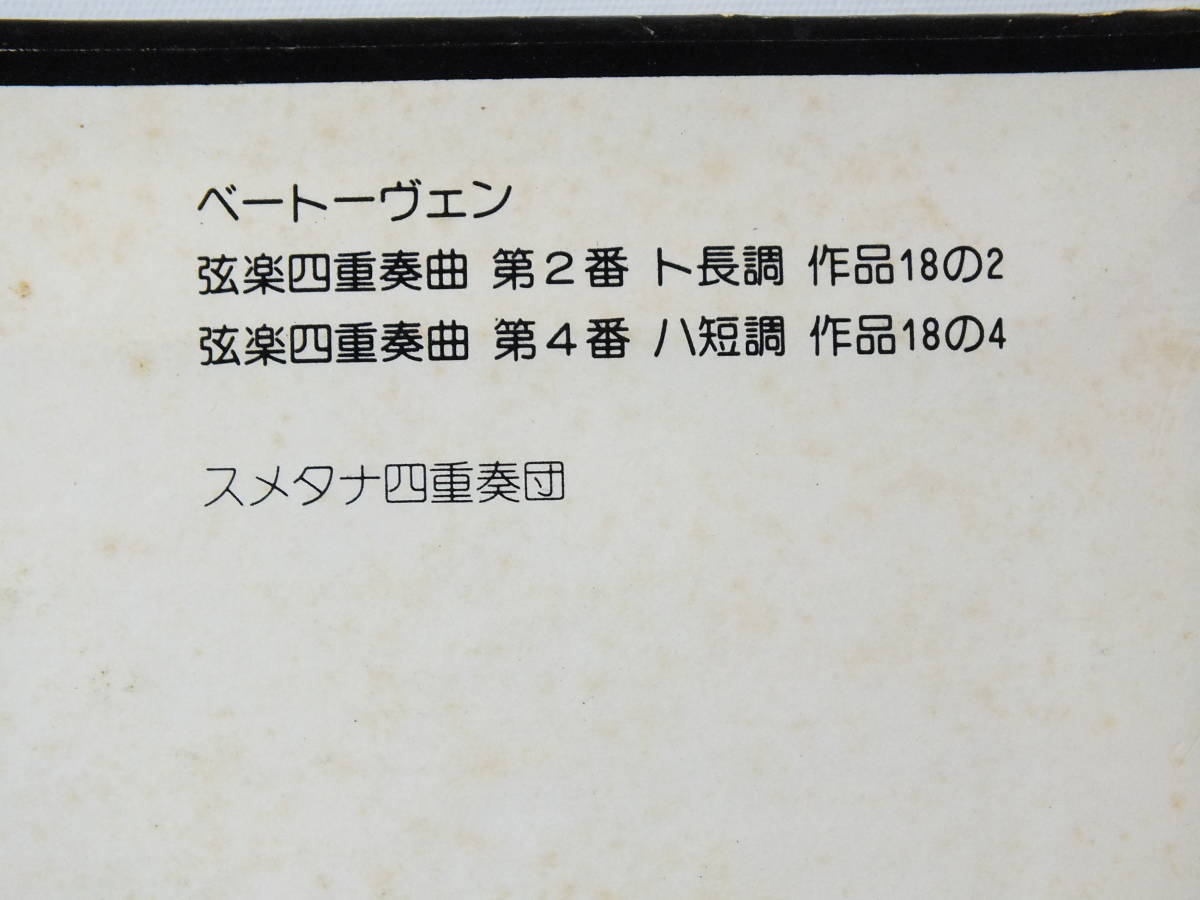 ベートーヴェン
弦楽四重奏曲 第2番 ト長調 作品18の2
弦楽四重奏曲 第4番 ハ短調 作品18の4
スメタナ四重奏団